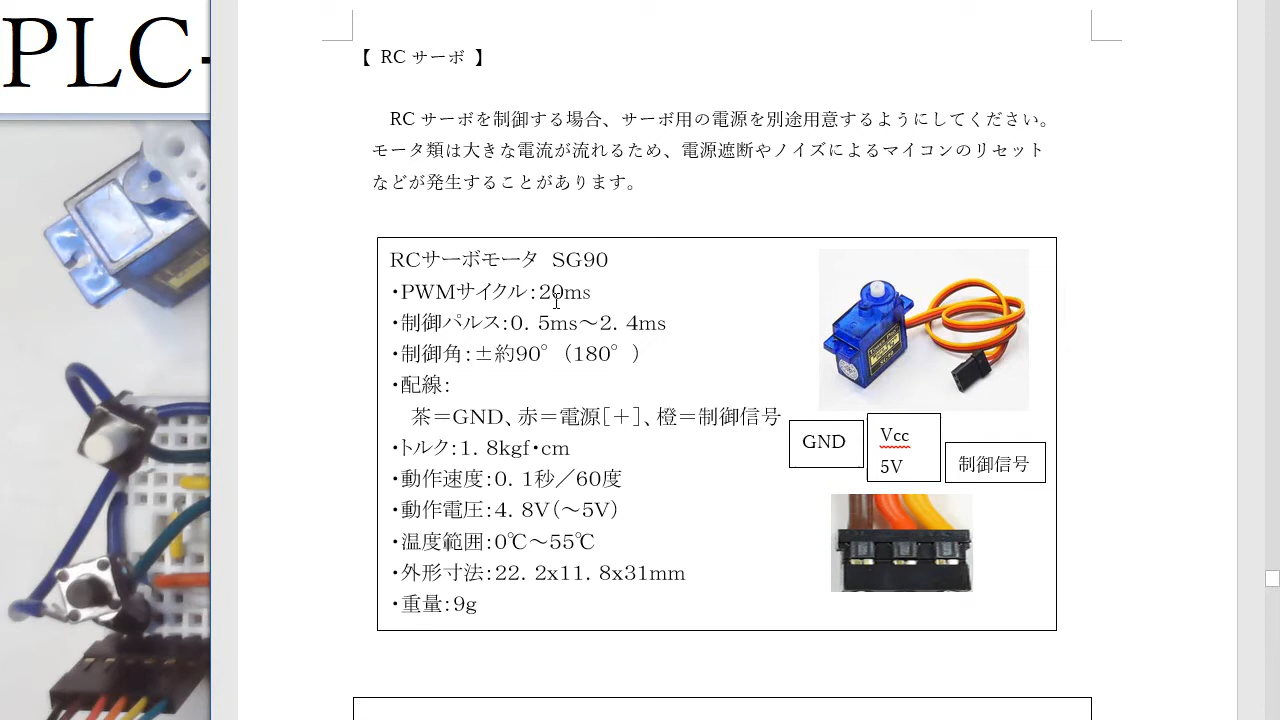 PLC-
【 RC サーボ 】
RC サーボを制御する場合、サーボ用の電源を別途用意するようにしてください。
モータ類は大きな電流が流れるため、電源遮断やノイズによるマイコンのリセット
などが発生することがあります。
RCサーボモータ SG90
・PWMサイクル：20ms
・制御パルス：0．5ms～2．4ms
・制御角：±約90°（180°）
・配線：
茶＝GND、赤＝電源［＋］、橙＝制御信号
・トルク：1．8kgf・cm
・動作速度：0．1秒／60度
・動作電圧：4．8V（～5V）
・温度範囲：0℃～55℃
・外形寸法：22．2x11．8x31mm
・重量：9g
GND
Vcc
5V
制御信号